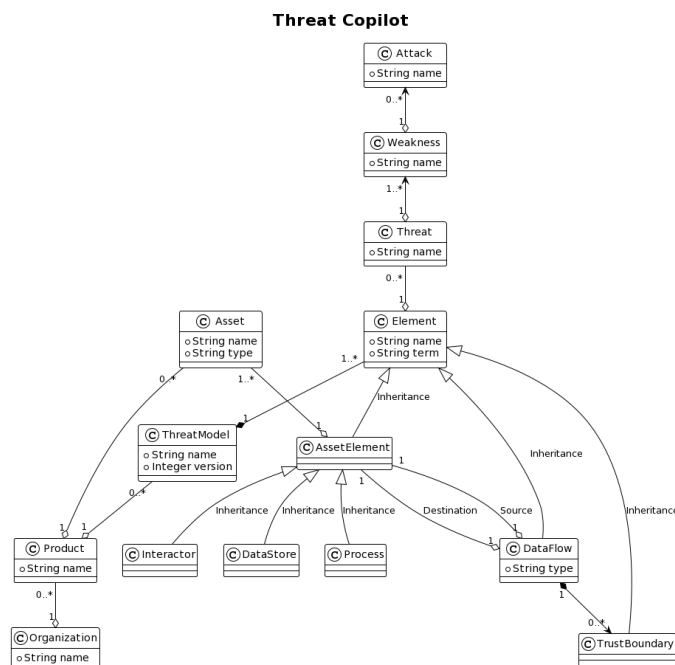 Threat Copilot
C Attack
String name
0..*
1
C Weakness
String name
1..*
1
C Threat
String name
0..*
1
C Asset
String name
String type
C Element
String name
String term
0..*
1..*
1..*
Inheritance
1
1
C ThreatModel
String name
Integer version
C AssetElement
Inheritance
1
1
0..*
Inheritance
Inheritance
Inheritance
Destination
Source
Inheritance
1
1
1
1
C Product
String name
C Interactor
C DataStore
C Process
C DataFlow
String type
0..*
1
1
0..*
C Organization
String name
C TrustBoundary